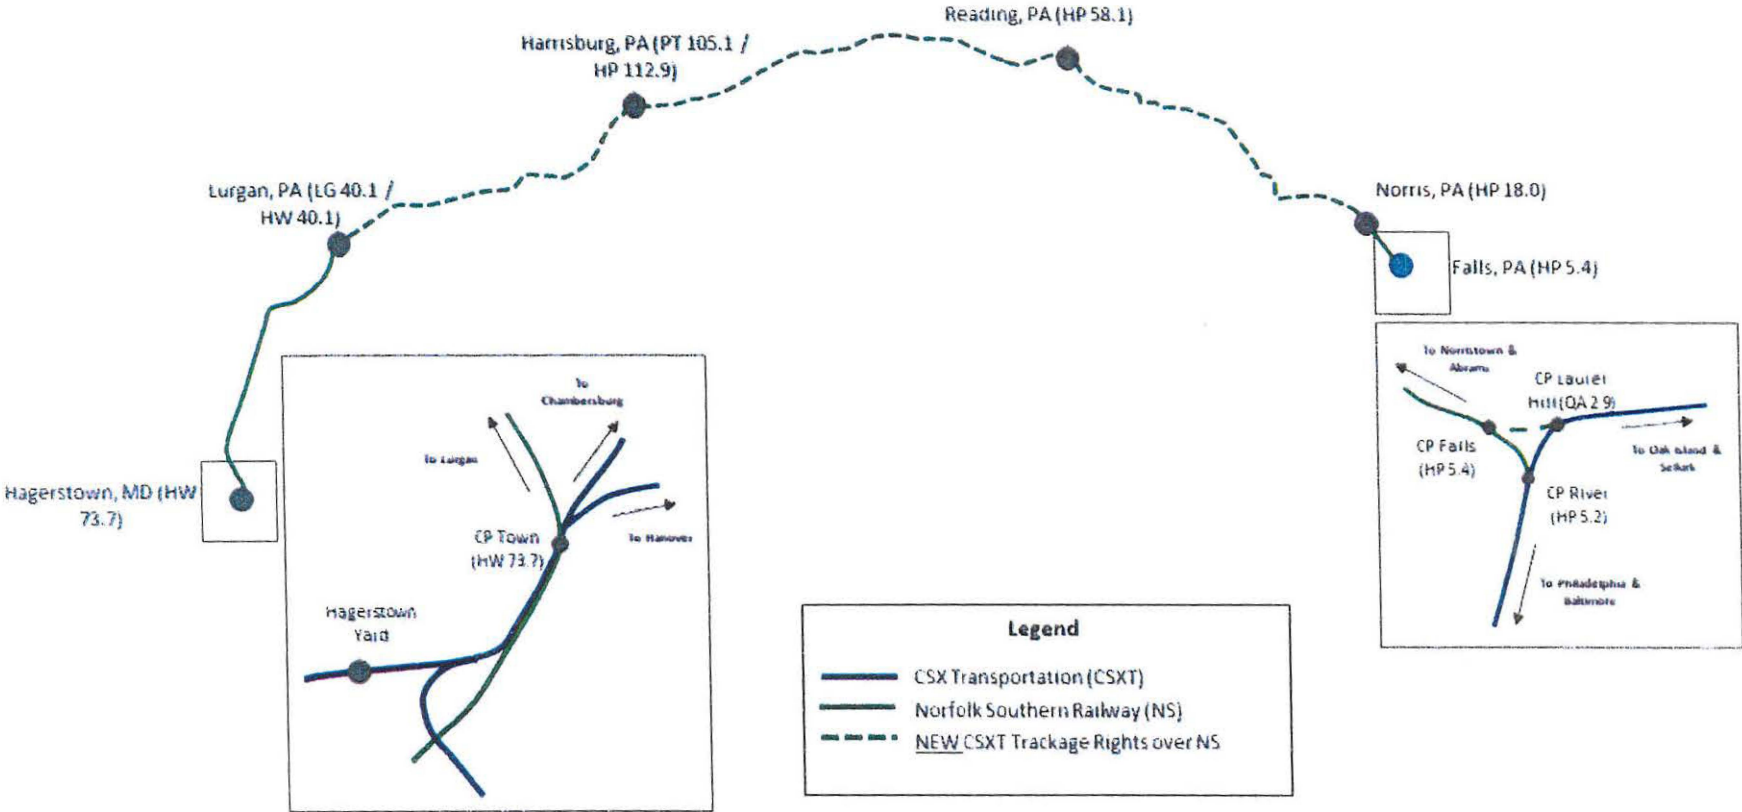 Reading, PA (HP 58.1)
Harrisburg, PA (PT 105.1 /
HP 112.9)
Lurgan, PA (LG 40.1 /
HW 40.1)
Norris, PA (HP 18.0)
Falls, PA (HP 5.4)
Hagerstown, MD (HW
73.7)
To
Chambersburg
To Lurgan
To Hanover
CP Town
(HW 73.7)
Hagerstown
Yard
To Norristown &
Abrams
CP Laurel
Hill (QA 2.9)
CP Falls
(HP 5.4)
To Oak Island &
Selkirk
CP River
(HP 5.2)
To Philadelphia &
Baltimore
Legend
CSX Transportation (CSXT)
Norfolk Southern Railway (NS)
NEW CSXT Trackage Rights over NS